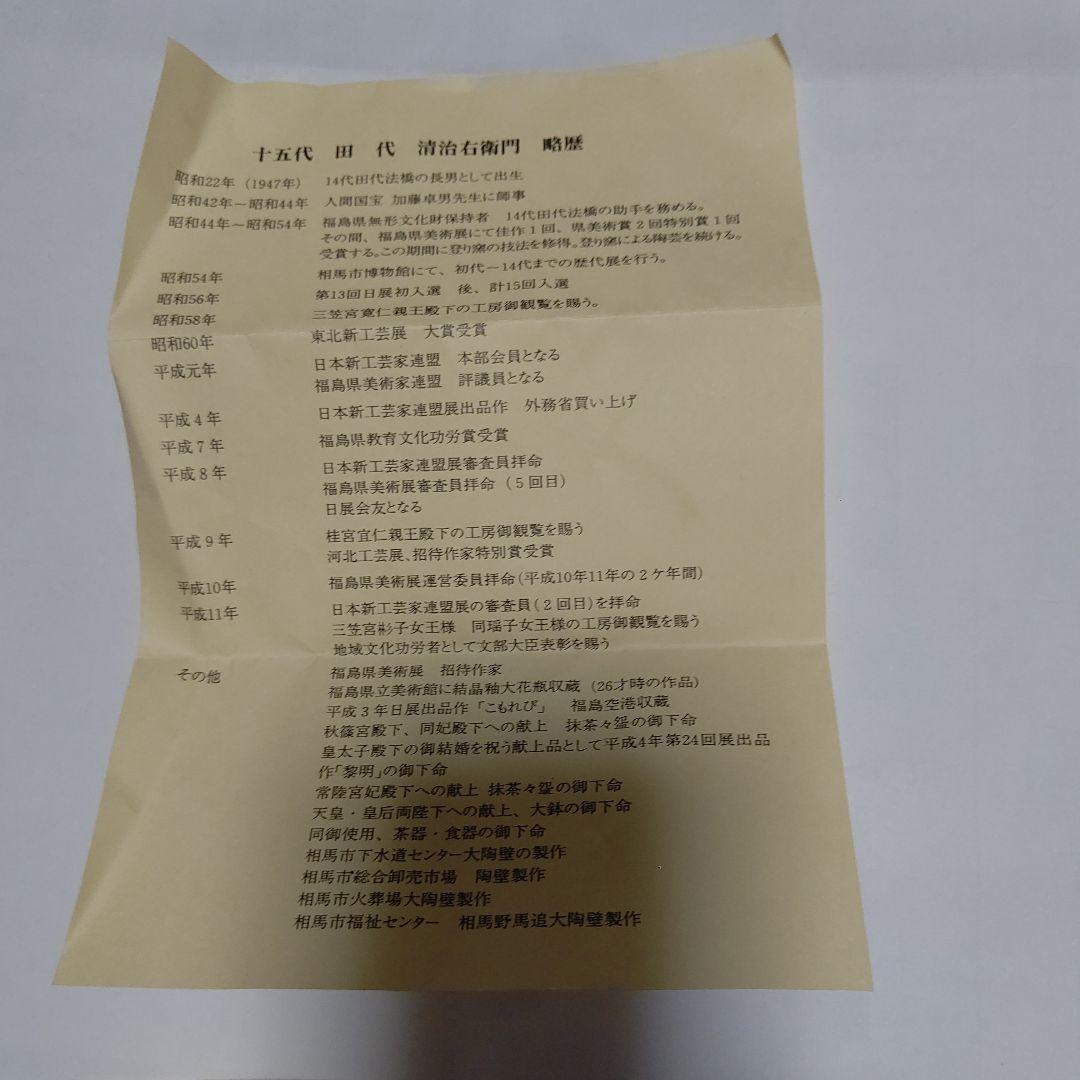 十五代 田代 清治右衛門 略歴
昭和22年(1947年) 14代田代法橋の長男として出生
昭和42年~昭和44年 人間国宝 加藤卓男先生に師事
昭和44年~昭和54年 福島県無形文化財保持者 14代田代法橋の助手を務める。
その間、福島県美術展にて佳作1回、県美術賞2回特別賞1回
受賞する。この期間に登り窯の技法を修得。登り窯による陶芸を続ける。
昭和54年 相馬市博物館にて、初代~14代までの歴代展を行う。
昭和56年 第13回日展初入選 後、計15回入選
昭和58年 三笠宮寛仁親王殿下の工房御観覧を賜う。
昭和60年 東北新工芸展 大賞受賞
平成元年 日本新工芸家連盟 本部会員となる
福島県美術家連盟 評議員となる
平成4年 日本新工芸家連盟展出品作 外務省買い上げ
平成7年 福島県教育文化功労賞受賞
平成8年 日本新工芸家連盟展審査員拝命
福島県美術展審査員拝命(5回目)
日展会友となる
平成9年 桂宮宜仁親王殿下の工房御観覧を賜う
河北工芸展、招待作家特別賞受賞
平成10年 福島県美術展運営委員拝命(平成10年11年の2ケ年間)
平成11年 日本新工芸家連盟展の審査員(2回目)を拝命
三笠宮彬子女王様 同瑶子女王様の工房御観覧を賜う
地域文化功労者として文部大臣表彰を賜う
その他 福島県美術展 招待作家
福島県立美術館に結晶釉大花瓶収蔵(26才時の作品)
平成3年日展出品作「こもれび」 福島空港収蔵
秋篠宮殿下、同妃殿下への献上 抹茶々盌の御下命
皇太子殿下の御結婚を祝う献上品として平成4年第24回展出品
作「黎明」の御下命
常陸宮妃殿下への献上 抹茶々盌の御下命
天皇・皇后両陛下への献上、大鉢の御下命
同御使用、茶器・食器の御下命
相馬市下水道センター大陶壁の製作
相馬市総合卸売市場 陶壁製作
相馬市火葬場大陶壁製作
相馬市福祉センター 相馬野馬追大陶壁製作